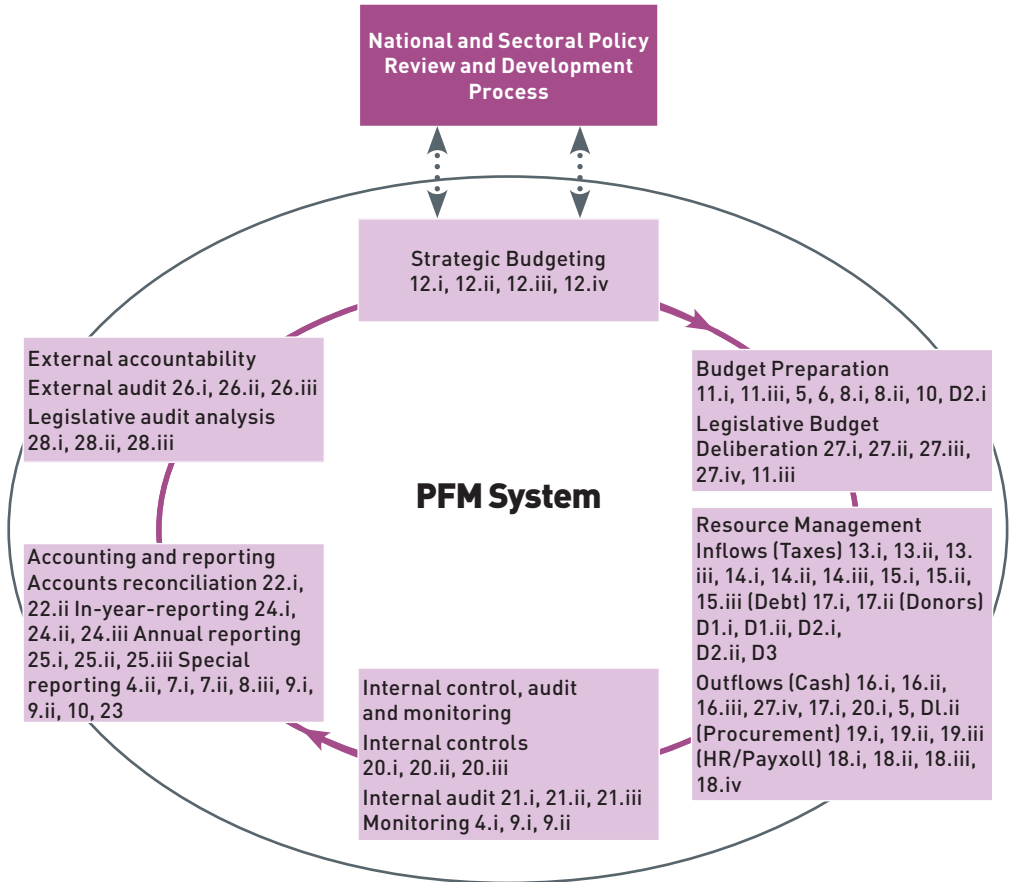 National and Sectoral Policy
Review and Development
Process
Strategic Budgeting
12.i, 12.ii, 12.iii, 12.iv
External accountability
External audit 26.i, 26.ii, 26.iii
Legislative audit analysis
28.i, 28.ii, 28.iii
Budget Preparation
11.i, 11.iii, 5, 6, 8.i, 8.ii, 10, D2.i
Legislative Budget
Deliberation 27.i, 27.ii, 27.iii,
27.iv, 11.iii
PFM System
Resource Management
Inflows (Taxes) 13.i, 13.ii, 13.
iii, 14.i, 14.ii, 14.iii, 15.i, 15.ii,
15.iii (Debt) 17.i, 17.ii (Donors)
D1.i, D1.ii, D2.i,
D2.ii, D3
Outflows (Cash) 16.i, 16.ii,
16.iii, 27.iv, 17.i, 20.i, 5, Dl.ii
(Procurement) 19.i, 19.ii, 19.iii
(HR/Payxoll) 18.i, 18.ii, 18.iii,
18.iv
Accounting and reporting
Accounts reconciliation 22.i,
22.ii In-year-reporting 24.i,
24.ii, 24.iii Annual reporting
25.i, 25.ii, 25.iii Special
reporting 4.ii, 7.i, 7.ii, 8.iii, 9.i,
9.ii, 10, 23
Internal control, audit
and monitoring
Internal controls
20.i, 20.ii, 20.iii
Internal audit 21.i, 21.ii, 21.iii
Monitoring 4.i, 9.i, 9.ii